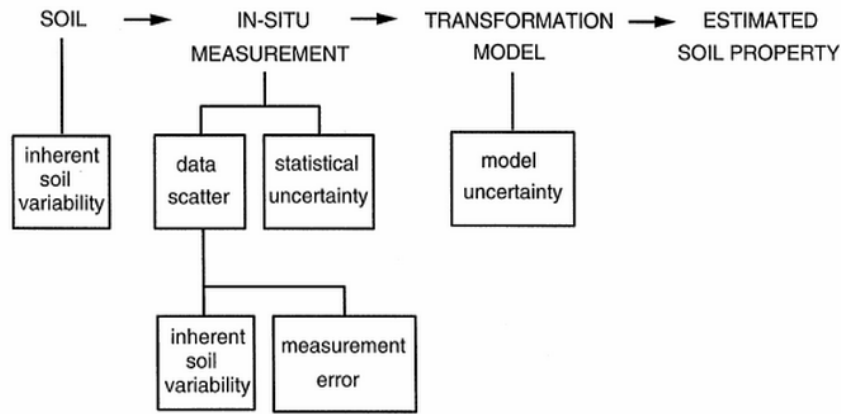 SOIL
IN-SITU
MEASUREMENT
TRANSFORMATION
MODEL
ESTIMATED
SOIL PROPERTY
inherent
soil
variability
data
scatter
statistical
uncertainty
model
uncertainty
inherent
soil
variability
measurement
error